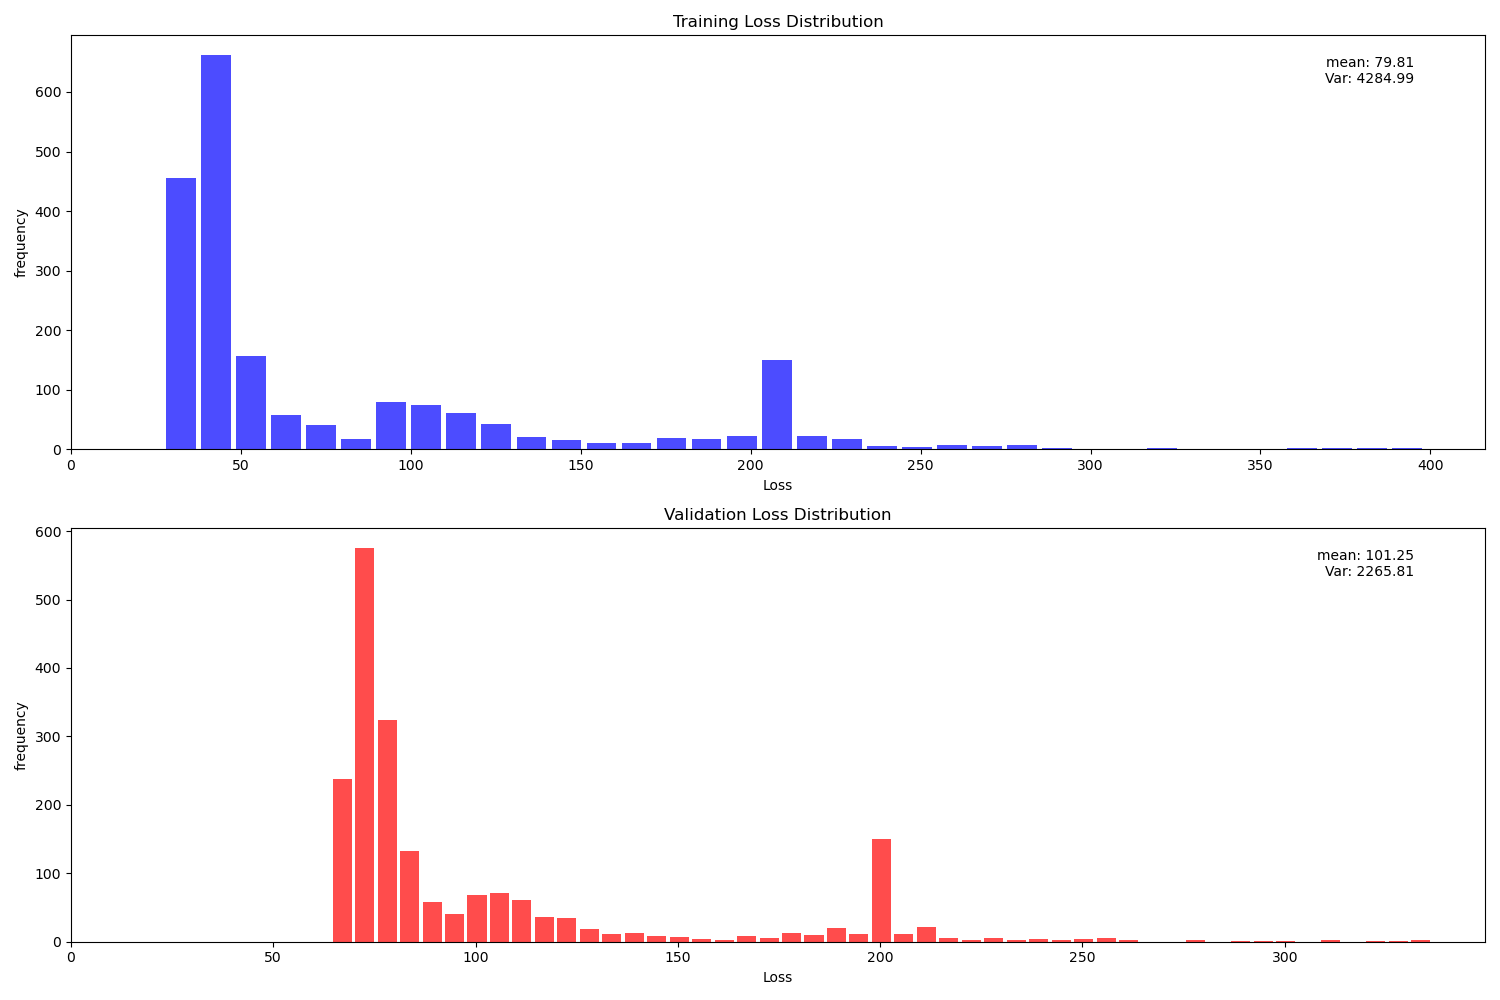 Training Loss Distribution
mean: 79.81
Var: 4284.99
frequency
600
500
400
300
200
100
0
0 50 100 150 200 250 300 350 400
Loss
Validation Loss Distribution
mean: 101.25
Var: 2265.81
frequency
600
500
400
300
200
100
0
0 50 100 150 200 250 300
Loss